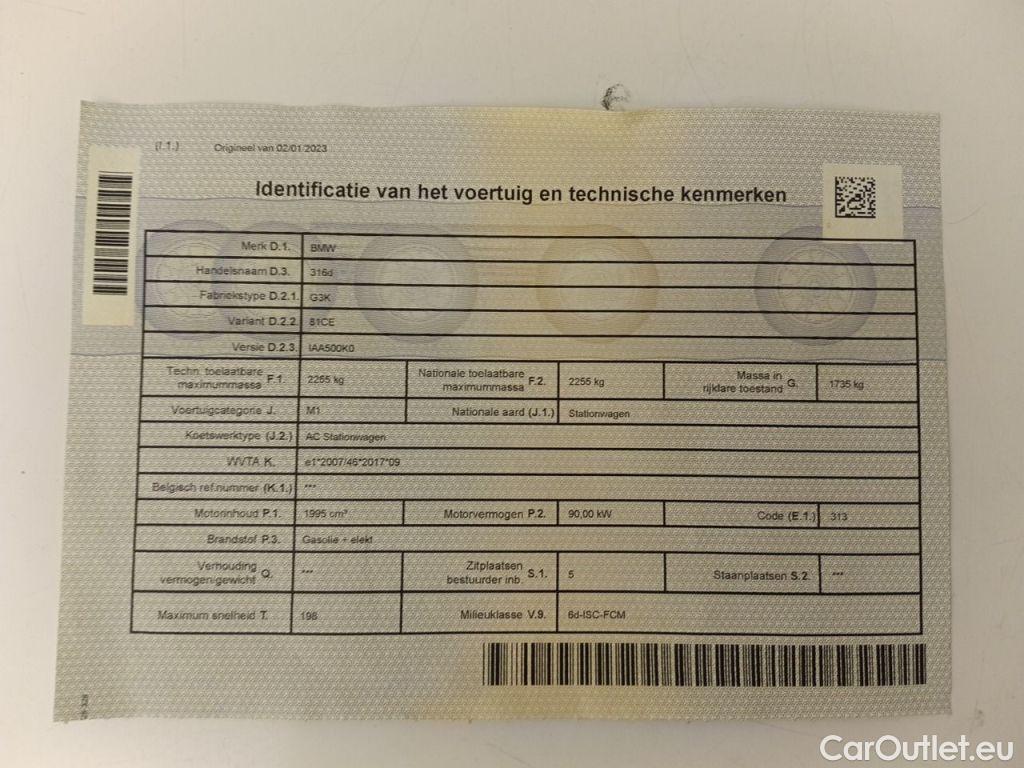 (I.1.) Origineel van 02/01/2023
Identificatie van het voertuig en technische kenmerken
Merk D.1. BMW
Handelsnaam D.3. 316d
Fabriekstype D.2.1. G3K
Variant D.2.2. 81CE
Versie D.2.3. IAA500K0
Techn. toelaatbare maximummassa F.1. 2255 kg Nationale toelaatbare maximummassa F.2. 2255 kg Massa in rijklare toestand G. 1735 kg
Voertuigcategorie J. M1 Nationale aard (J.1.) Stationwagen
Koetswerktype (J.2.) AC Stationwagen
WVTA K. e1*2007/46*2017*09
Belgisch ref.nummer (K.1.) ***
Motorinhoud P.1. 1995 cm³ Motorvermogen P.2. 90,00 kW Code (E.1.) 313
Brandstof P.3. Gasolie + elekt
Verhouding vermogen/gewicht Q. *** Zitplaatsen bestuurder inb. S.1. 5 Staanplaatsen S.2. ***
Maximum snelheid T. 198 Milieuklasse V.9. 6d-ISC-FCM
CarOutlet.eu